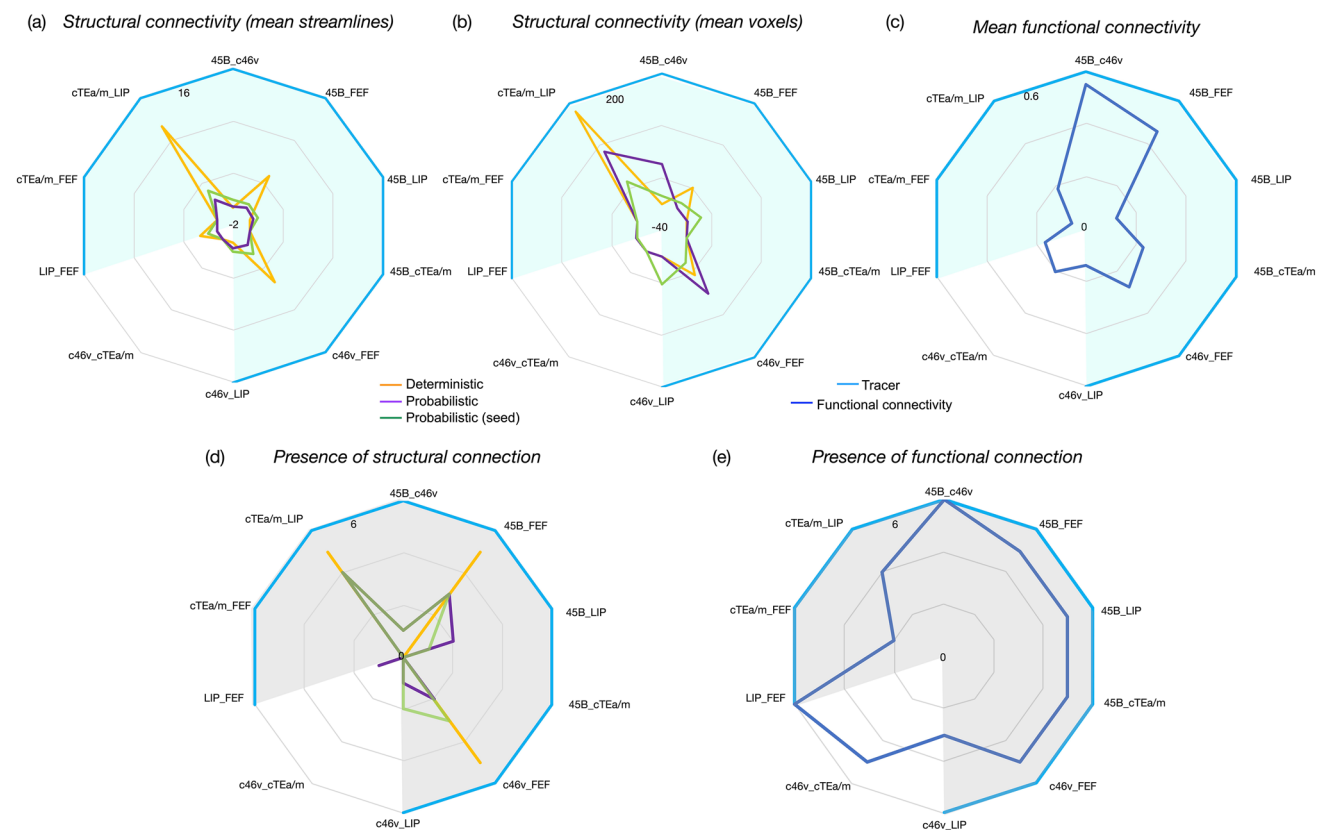 (a) Structural connectivity (mean streamlines)
45B_c46v
45B_FEF
45B_LIP
45B_cTEa/m
c46v_FEF
c46v_LIP
c46v_cTEa/m
LIP_FEF
cTEa/m_FEF
cTEa/m_LIP
16
-2
(b) Structural connectivity (mean voxels)
45B_c46v
45B_FEF
45B_LIP
45B_cTEa/m
c46v_FEF
c46v_LIP
c46v_cTEa/m
LIP_FEF
cTEa/m_FEF
cTEa/m_LIP
200
-40
(c) Mean functional connectivity
45B_c46v
45B_FEF
45B_LIP
45B_cTEa/m
c46v_FEF
c46v_LIP
c46v_cTEa/m
LIP_FEF
cTEa/m_FEF
cTEa/m_LIP
0.6
0
Deterministic
Probabilistic
Probabilistic (seed)
Tracer
Functional connectivity
(d) Presence of structural connection
45B_c46v
45B_FEF
45B_LIP
45B_cTEa/m
c46v_FEF
c46v_LIP
c46v_cTEa/m
LIP_FEF
cTEa/m_FEF
cTEa/m_LIP
6
0
(e) Presence of functional connection
45B_c46v
45B_FEF
45B_LIP
45B_cTEa/m
c46v_FEF
c46v_LIP
c46v_cTEa/m
LIP_FEF
cTEa/m_FEF
cTEa/m_LIP
6
0